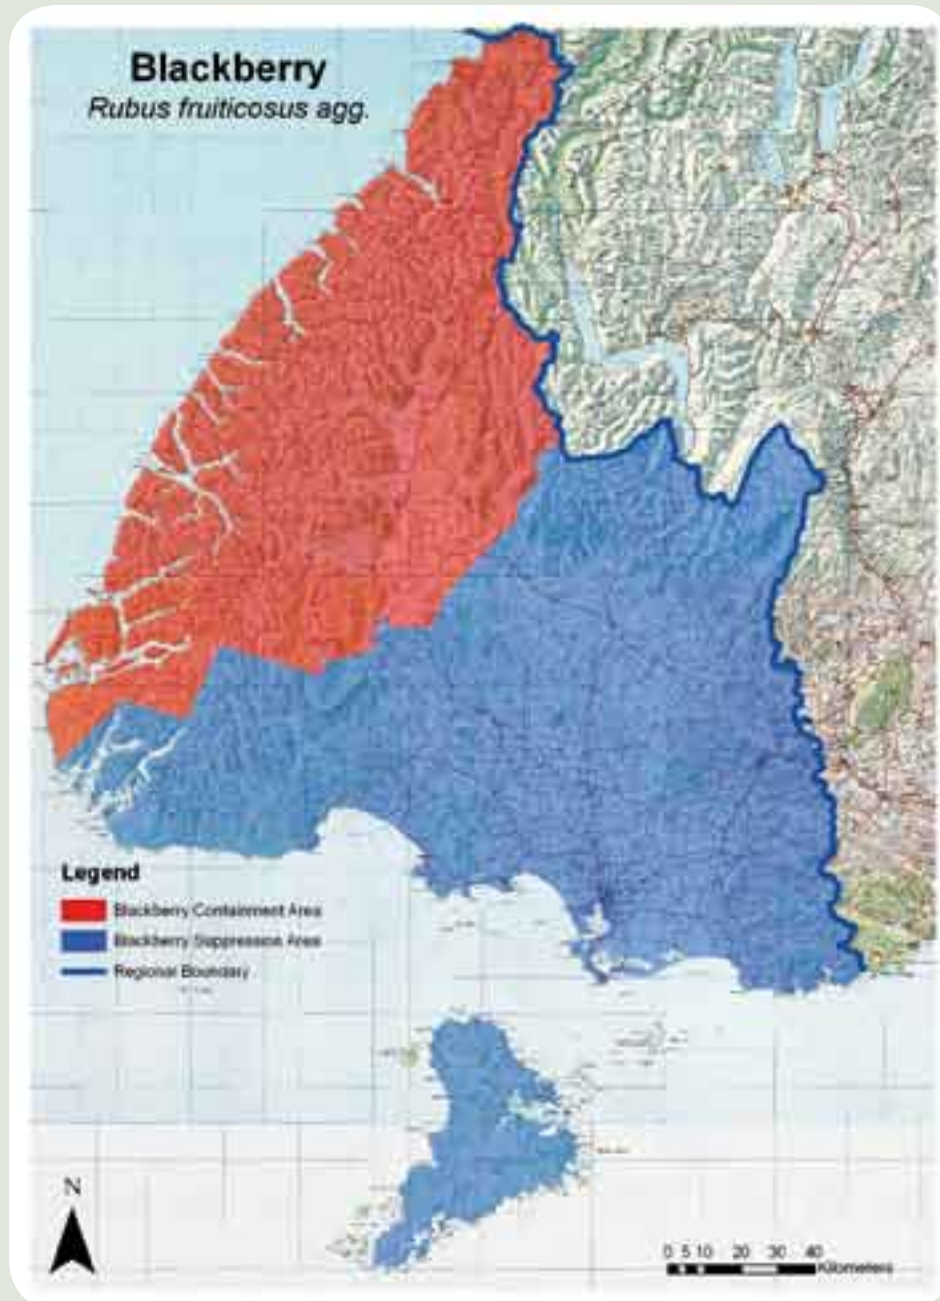 Blackberry
Rubus fruiticosus agg.
Legend
Blackberry Containment Area
Blackberry Suppression Area
Regional Boundary
N
0 5 10 20 30 40
Kilometers